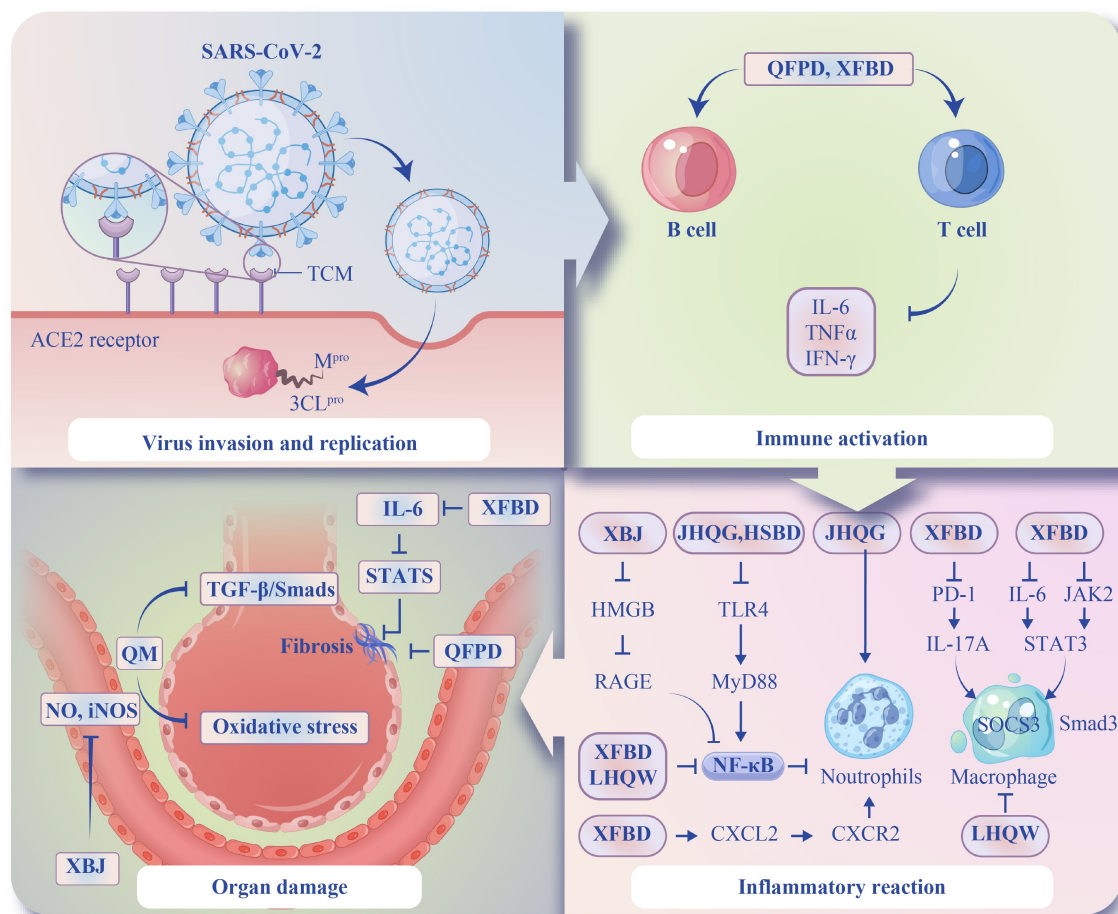 SARS-CoV-2
TCM
ACE2 receptor
Mᵖʳᵒ
3CLᵖʳᵒ
Virus invasion and replication
QFPD, XFBD
B cell
T cell
IL-6
TNFα
IFN-γ
Immune activation
IL-6
XFBD
STATS
TGF-β/Smads
Fibrosis
QFPD
QM
NO, iNOS
Oxidative stress
XBJ
Organ damage
XBJ
JHQG,HSBD
JHQG
XFBD
XFBD
HMGB
TLR4
PD-1
IL-6
JAK2
RAGE
MyD88
IL-17A
STAT3
SOCS3
Smad3
XFBD
LHQW
NF-κB
Noutrophils
Macrophage
XFBD
CXCL2
CXCR2
LHQW
Inflammatory reaction